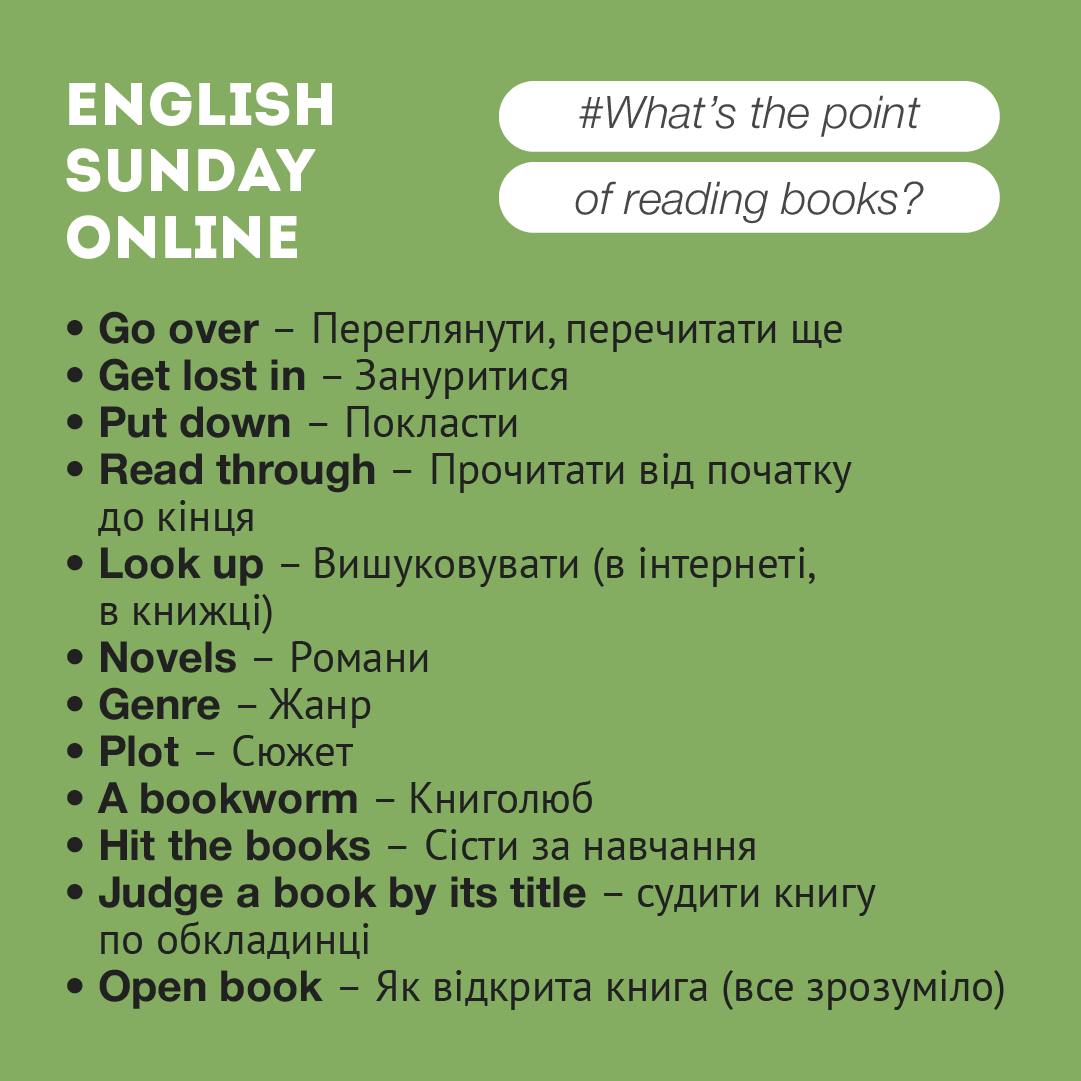 ENGLISH
SUNDAY
ONLINE
#What's the point
of reading books?
• Go over – Переглянути, перечитати ще
• Get lost in – Зануритися
• Put down – Покласти
• Read through – Прочитати від початку
до кінця
• Look up – Вишуковувати (в інтернеті,
в книжці)
• Novels – Романи
• Genre – Жанр
• Plot – Сюжет
• A bookworm – Книголюб
• Hit the books – Сісти за навчання
• Judge a book by its title – судити книгу
по обкладинці
• Open book – Як відкрита книга (все зрозуміло)